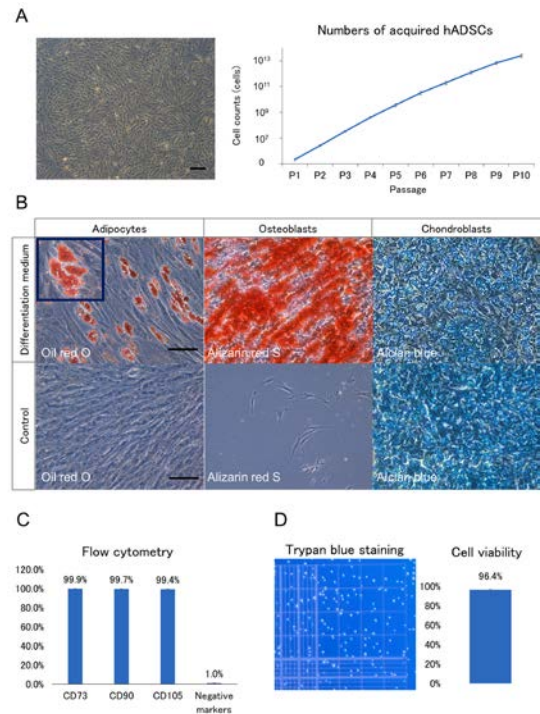 A
Numbers of acquired hADSCs
Cell counts (cells)
10¹³
10¹¹
10⁹
10⁷
0
P1 P2 P3 P4 P5 P6 P7 P8 P9 P10
Passage
B
Adipocytes Osteoblasts Chondroblasts
Differentiation medium
Oil red O Alizarin red S Alcian blue
Control
Oil red O Alizarin red S Alcian blue
C
Flow cytometry
120.0%
100.0%
80.0%
60.0%
40.0%
20.0%
0.0%
99.9% 99.7% 99.4% 1.0%
CD73 CD90 CD105 Negative markers
D
Trypan blue staining
Cell viability
96.4%
100%
80%
60%
40%
20%
0%